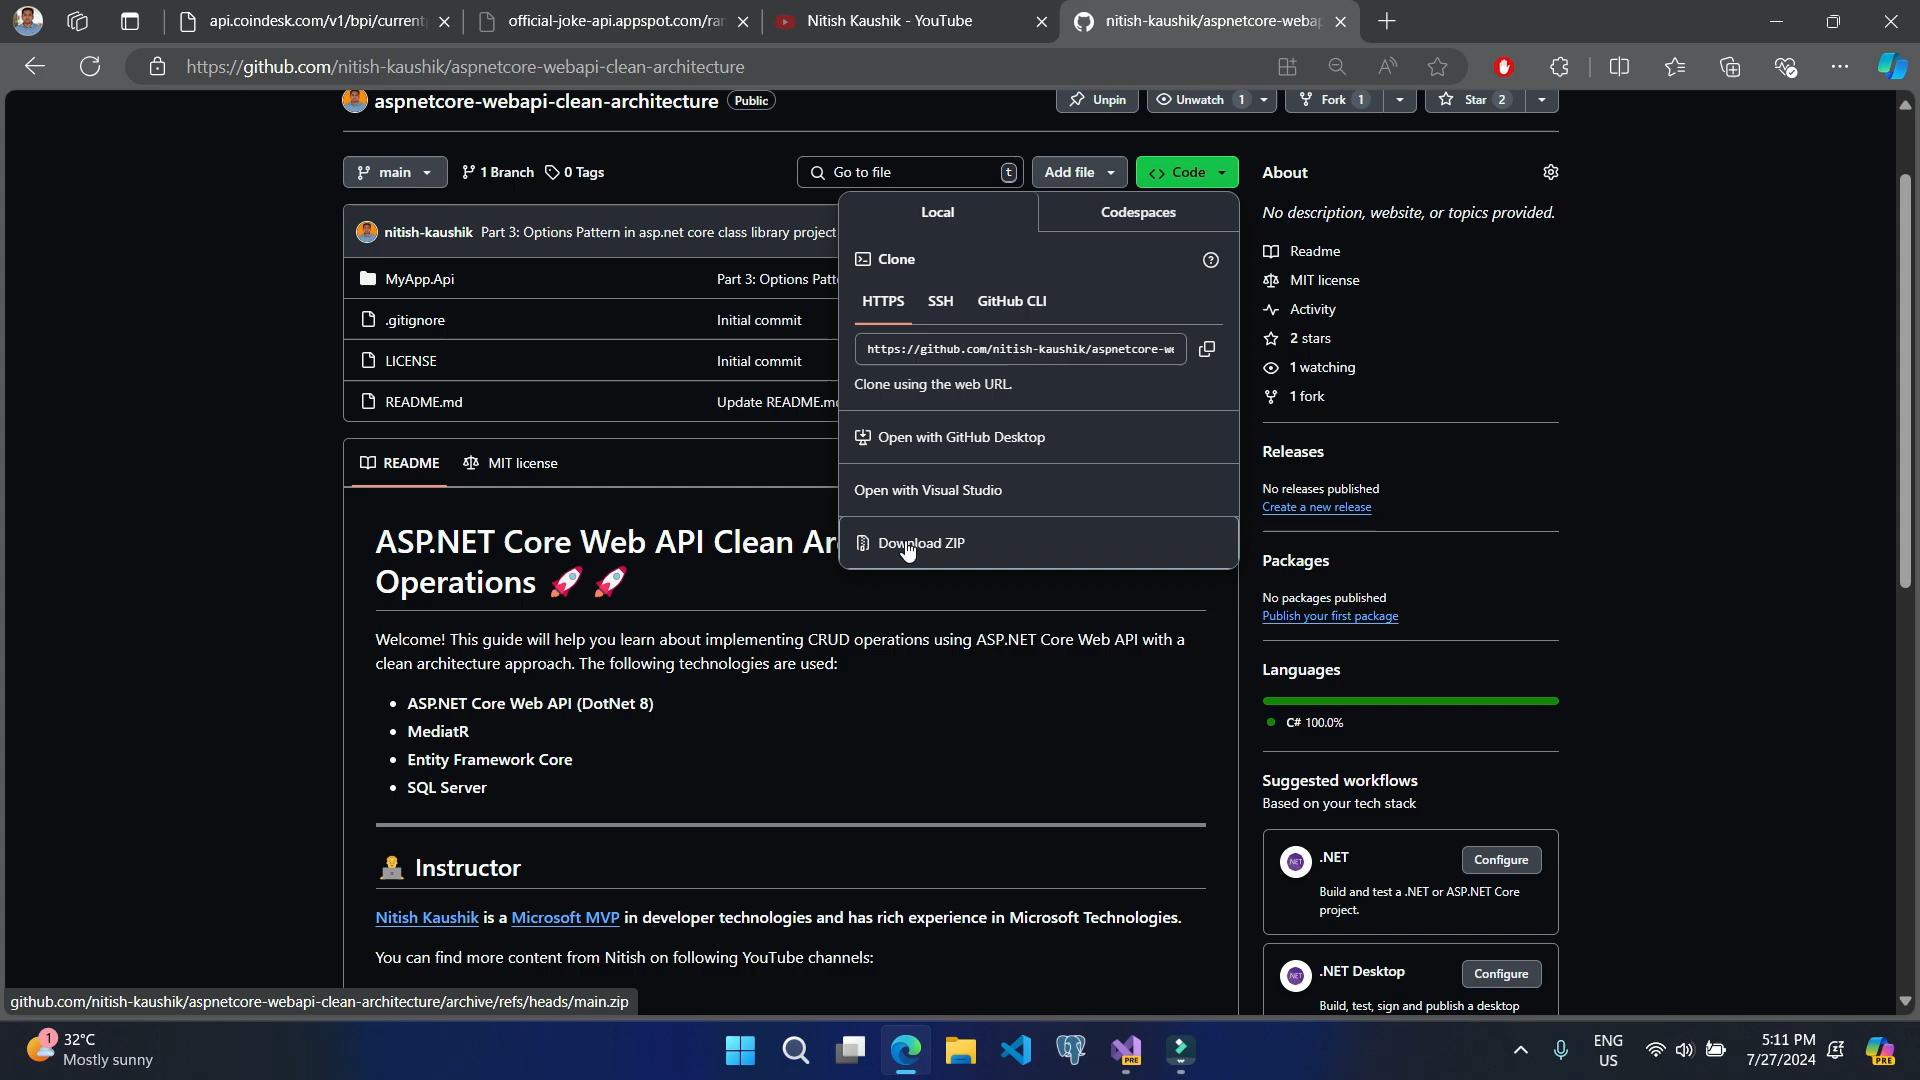 api.coindesk.com/v1/bpi/current
official-joke-api.appspot.com/ra
Nitish Kaushik - YouTube
nitish-kaushik/aspnetcore-weba
https://github.com/nitish-kaushik/aspnetcore-webapi-clean-architecture
aspnetcore-webapi-clean-architecture Public
Unpin
Unwatch 1
Fork 1
Star 2
main
1 Branch
0 Tags
Go to file t
Add file
Code
Local
Codespaces
nitish-kaushik Part 3: Options Pattern in asp.net core class library project
MyApp.Api Part 3: Options Patt
.gitignore Initial commit
LICENSE Initial commit
README.md Update README.m
Clone
HTTPS SSH GitHub CLI
https://github.com/nitish-kaushik/aspnetcore-we
Clone using the web URL.
Open with GitHub Desktop
Open with Visual Studio
Download ZIP
README
MIT license
ASP.NET Core Web API Clean Ar
Operations 🚀 🚀
Welcome! This guide will help you learn about implementing CRUD operations using ASP.NET Core Web API with a
clean architecture approach. The following technologies are used:
• ASP.NET Core Web API (DotNet 8)
• MediatR
• Entity Framework Core
• SQL Server
Instructor
Nitish Kaushik is a Microsoft MVP in developer technologies and has rich experience in Microsoft Technologies.
You can find more content from Nitish on following YouTube channels:
About
No description, website, or topics provided.
Readme
MIT license
Activity
2 stars
1 watching
1 fork
Releases
No releases published
Create a new release
Packages
No packages published
Publish your first package
Languages
C# 100.0%
Suggested workflows
Based on your tech stack
NET
.NET
Configure
Build and test a .NET or ASP.NET Core
project.
NET
.NET Desktop
Configure
Build, test, sign and publish a desktop
github.com/nitish-kaushik/aspnetcore-webapi-clean-architecture/archive/refs/heads/main.zip
1
32°C
Mostly sunny
PRE
ENG
US
5:11 PM
7/27/2024
PRE